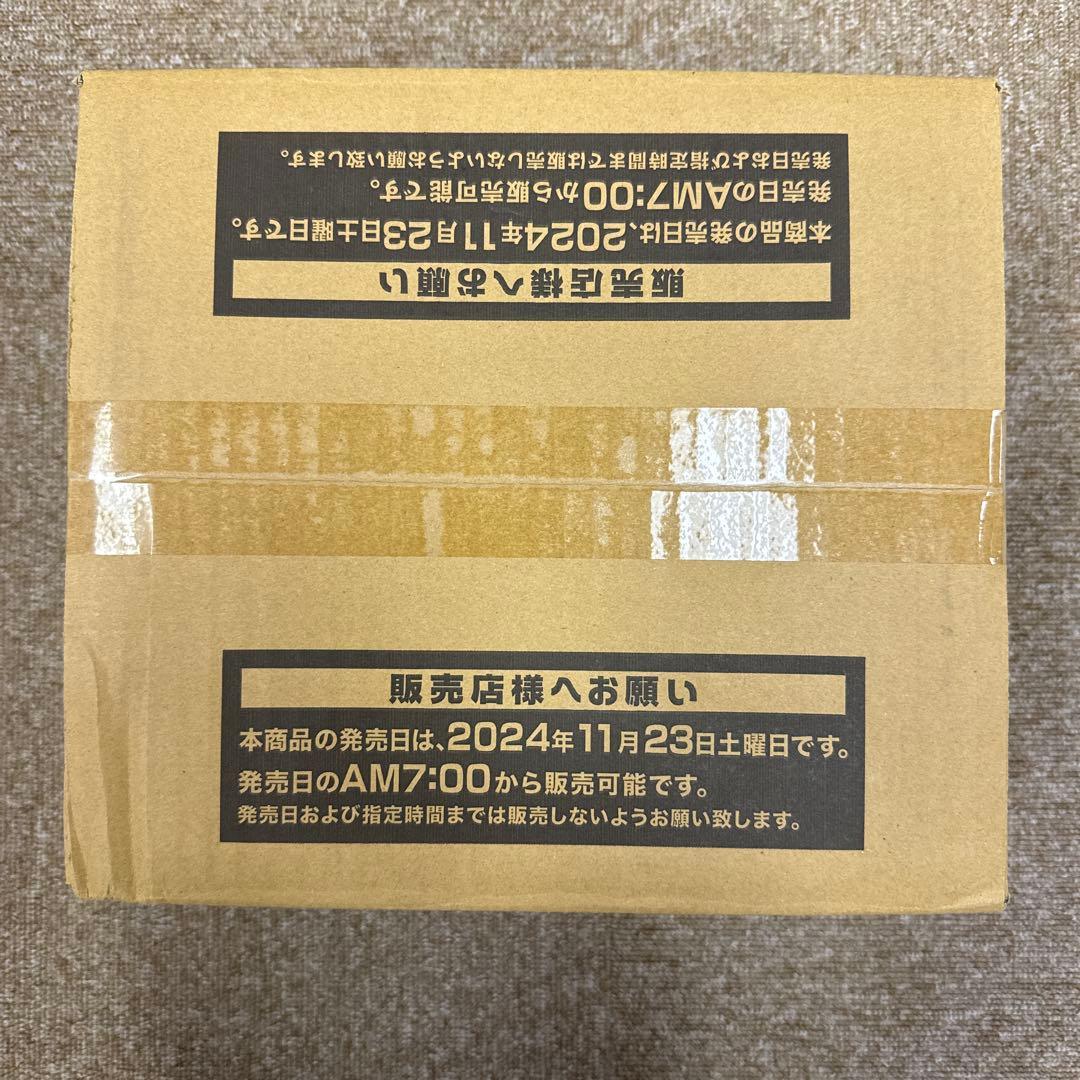 発売日および指定時間までは販売しないようお願い致します。
発売日のAM7:00から販売可能です。
本商品の発売日は、2024年11月23日土曜日です。
販売店様へお願い
販売店様へお願い
本商品の発売日は、2024年11月23日土曜日です。
発売日のAM7:00から販売可能です。
発売日および指定時間までは販売しないようお願い致します。